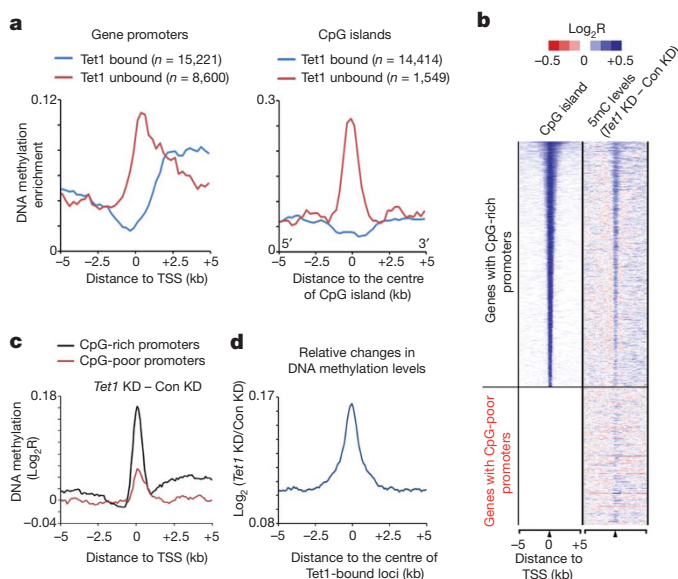 a
Gene promoters
Tet1 bound (n = 15,221)
Tet1 unbound (n = 8,600)
DNA methylation
enrichment
0.12
0
−5
−2.5
0
+2.5
+5
Distance to TSS (kb)
CpG islands
Tet1 bound (n = 14,414)
Tet1 unbound (n = 1,549)
0.3
0
5′
3′
−5
−2.5
0
+2.5
+5
Distance to the centre
of CpG island (kb)
b
Log2R
−0.5
0
+0.5
CpG island
5mC levels
(Tet1 KD – Con KD)
Genes with CpG-rich
promoters
Genes with CpG-poor
promoters
−5
0
+5
Distance to
TSS (kb)
c
CpG-rich promoters
CpG-poor promoters
Tet1 KD – Con KD
DNA methylation
(Log2R)
0.18
0
−0.04
−5
−2.5
0
+2.5
+5
Distance to TSS (kb)
d
Relative changes in
DNA methylation levels
Log2 (Tet1 KD/Con KD)
0.17
0.08
−5
−2.5
0
+2.5
+5
Distance to the centre of
Tet1-bound loci (kb)